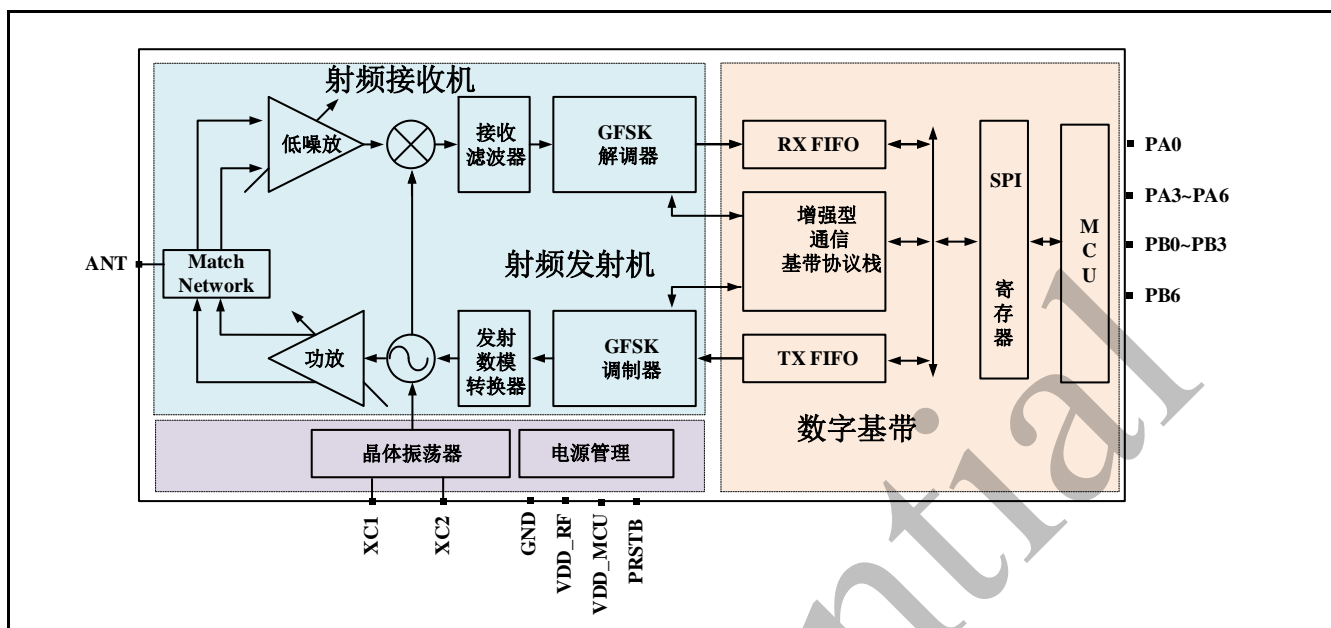 射频接收机
低噪放
接收
滤波器
GFSK
解调器
RX FIFO
SPI
寄
存
器
M
C
U
PA0
PA3~PA6
PB0~PB3
PB6
增强型
通信
基带协议栈
ANT
Match
Network
射频发射机
功放
发射
数模
转换器
GFSK
调制器
TX FIFO
数字基带
晶体振荡器
电源管理
XC1
XC2
GND
VDD_RF
VDD_MCU
PRSTB
ntial